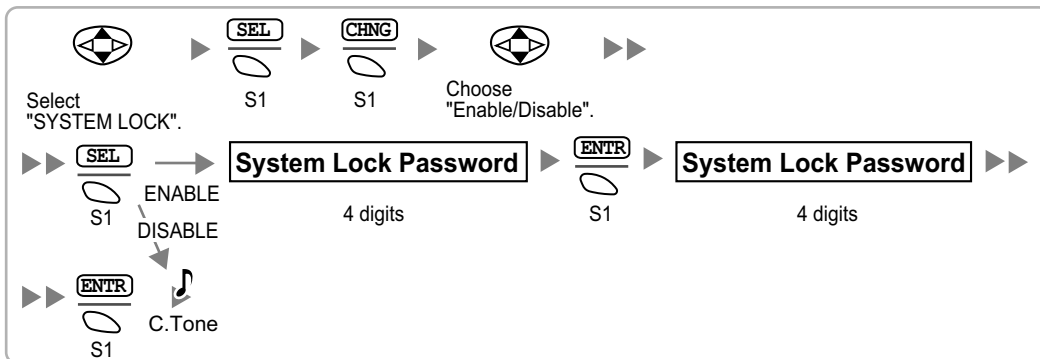 SEL CHNG
S1 S1
Select
"SYSTEM LOCK".
Choose
"Enable/Disable".
SEL System Lock Password ENTR System Lock Password
ENABLE
S1 4 digits S1 4 digits
DISABLE
ENTR
C.Tone
S1